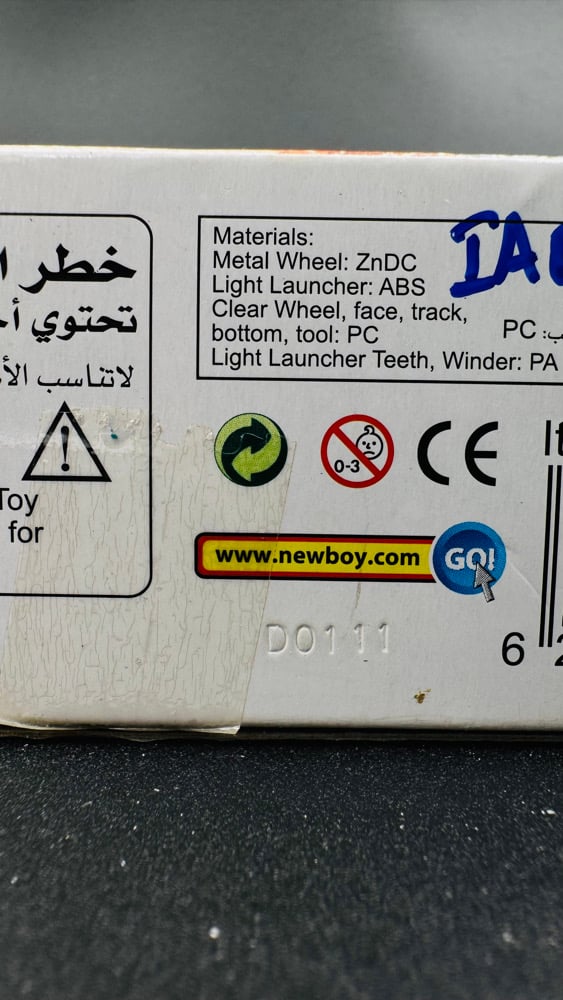 خطر
تحتوي
لاتناسب
Toy
for
Materials:
Metal Wheel: ZnDC
Light Launcher: ABS
Clear Wheel, face, track,
bottom, tool: PC
Light Launcher Teeth, Winder: PA
PC
0-3
CE
www.newboy.com GO!
D0111
6